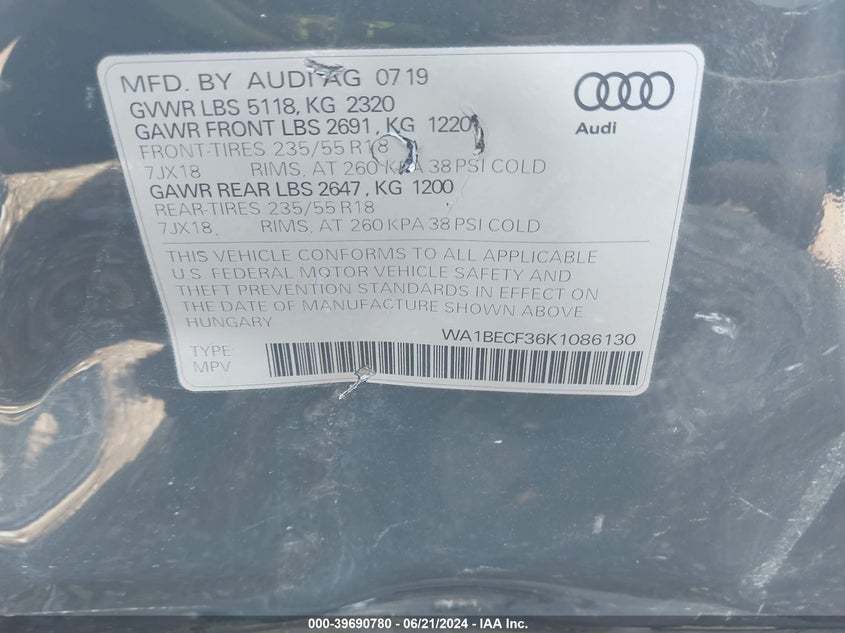 MFD. BY AUDI AG 07 19
GVWR LBS 5118, KG 2320
GAWR FRONT LBS 2691, KG 1220
FRONT-TIRES 235/55 R18
7JX18 RIMS, AT 260 KPA 38 PSI COLD
GAWR REAR LBS 2647, KG 1200
REAR-TIRES 235/55 R18
7JX18 RIMS, AT 260 KPA 38 PSI COLD
Audi
THIS VEHICLE CONFORMS TO ALL APPLICABLE
U.S. FEDERAL MOTOR VEHICLE SAFETY AND
THEFT PREVENTION STANDARDS IN EFFECT ON
THE DATE OF MANUFACTURE SHOWN ABOVE
HUNGARY
WA1BECF36K1086130
TYPE
MPV
000-39690780 - 06/21/2024 - IAA Inc.